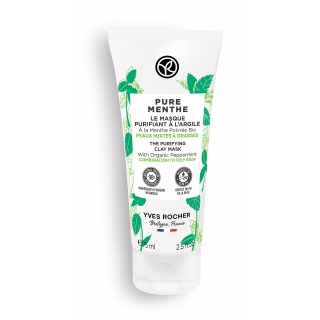 PURE
MENTHE
LE MASQUE
PURIFIANT À L'ARGILE
À la Menthe Poivrée Bio
PEAUX MIXTES À GRASSES
THE PURIFYING
CLAY MASK
With Organic Peppermint
COMBINATION TO OILY SKIN
YVES ROCHER
Bretagne, France
2.5